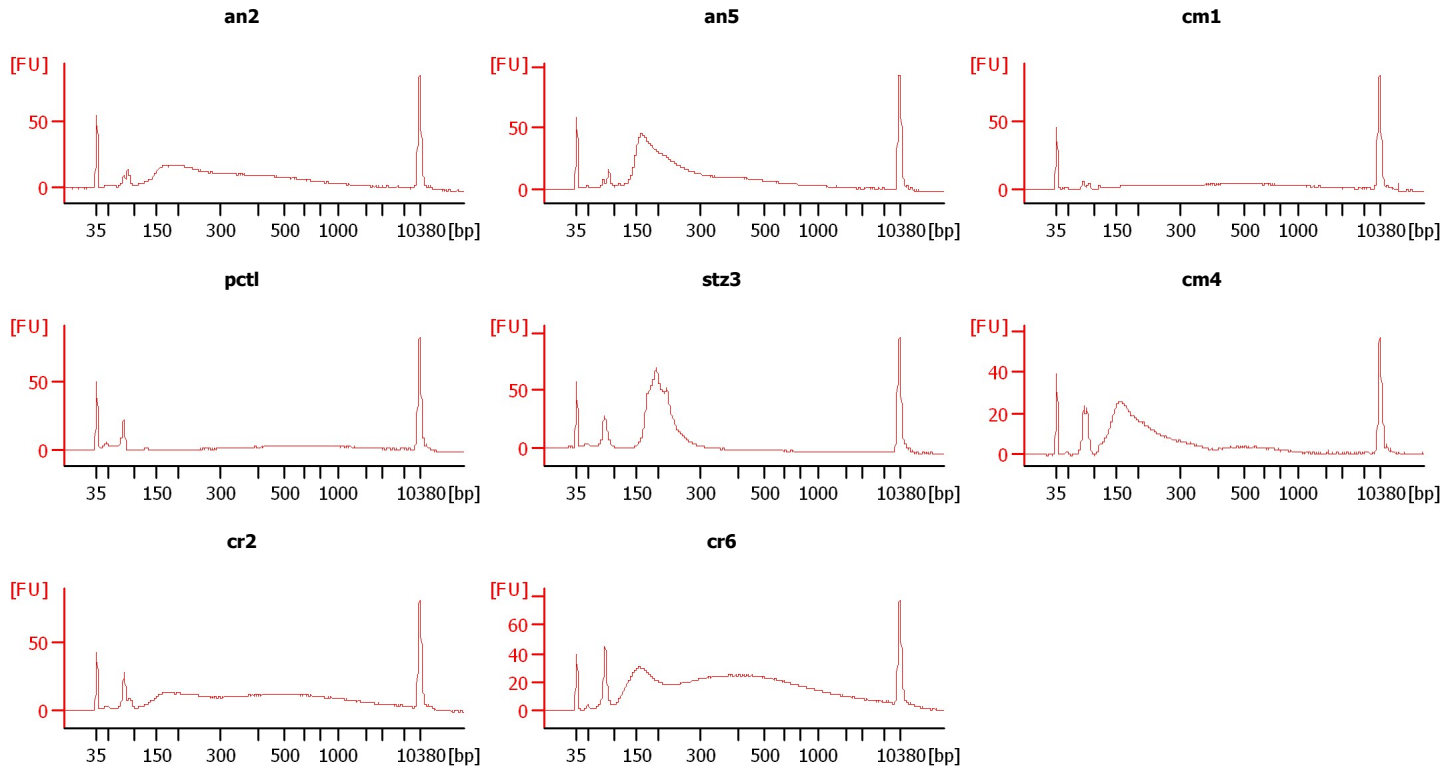 an2 an5 cm1
[FU] [FU] [FU]
50 50 50
0 0 0
35 150 300 500 1000 10380 [bp] 35 150 300 500 1000 10380 [bp] 35 150 300 500 1000 10380 [bp]
pctl stz3 cm4
[FU] [FU] [FU]
50 50 40
20
0 0 0
35 150 300 500 1000 10380 [bp] 35 150 300 500 1000 10380 [bp] 35 150 300 500 1000 10380 [bp]
cr2 cr6
[FU] [FU]
50 60
40
20
0 0
35 150 300 500 1000 10380 [bp] 35 150 300 500 1000 10380 [bp]